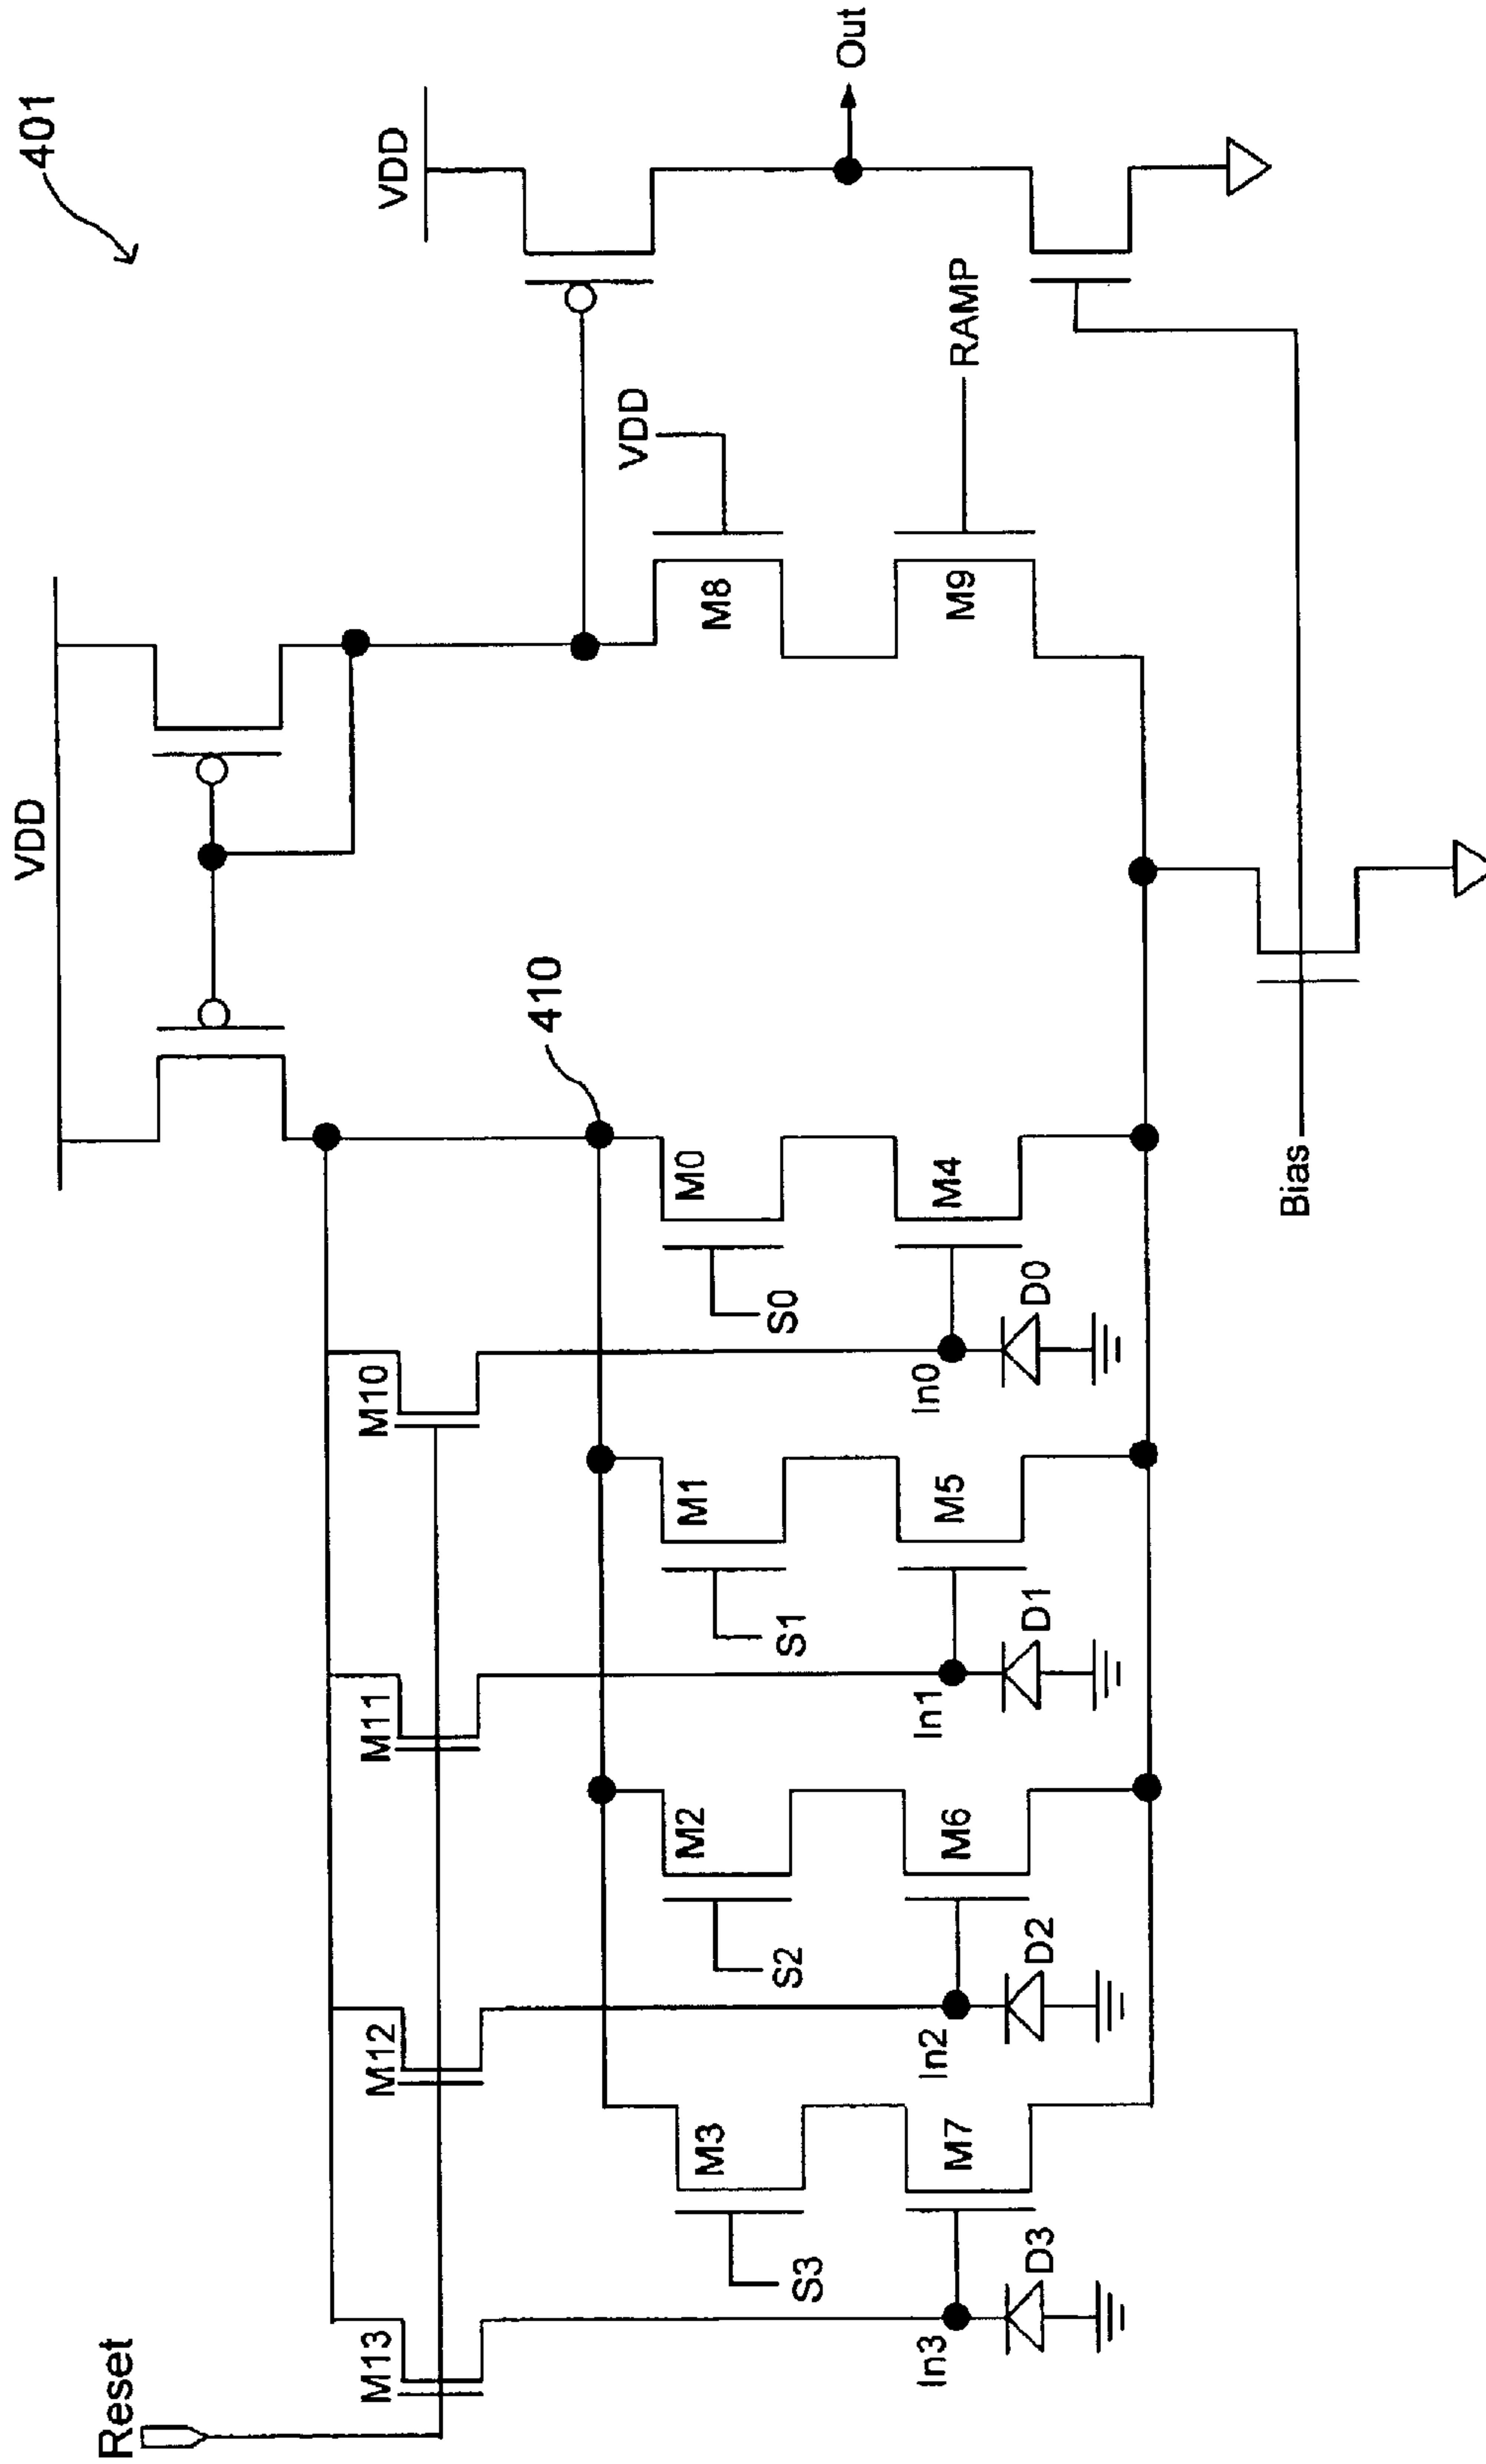 401
VDD
VDD
Out
VDD
RAMP
M8
M9
410
Reset
M13
M12
M11
M10
M3
M2
M1
M0
S3
S2
S1
S0
M7
M6
M5
M4
In3
In2
In1
In0
D3
D2
D1
D0
Bias